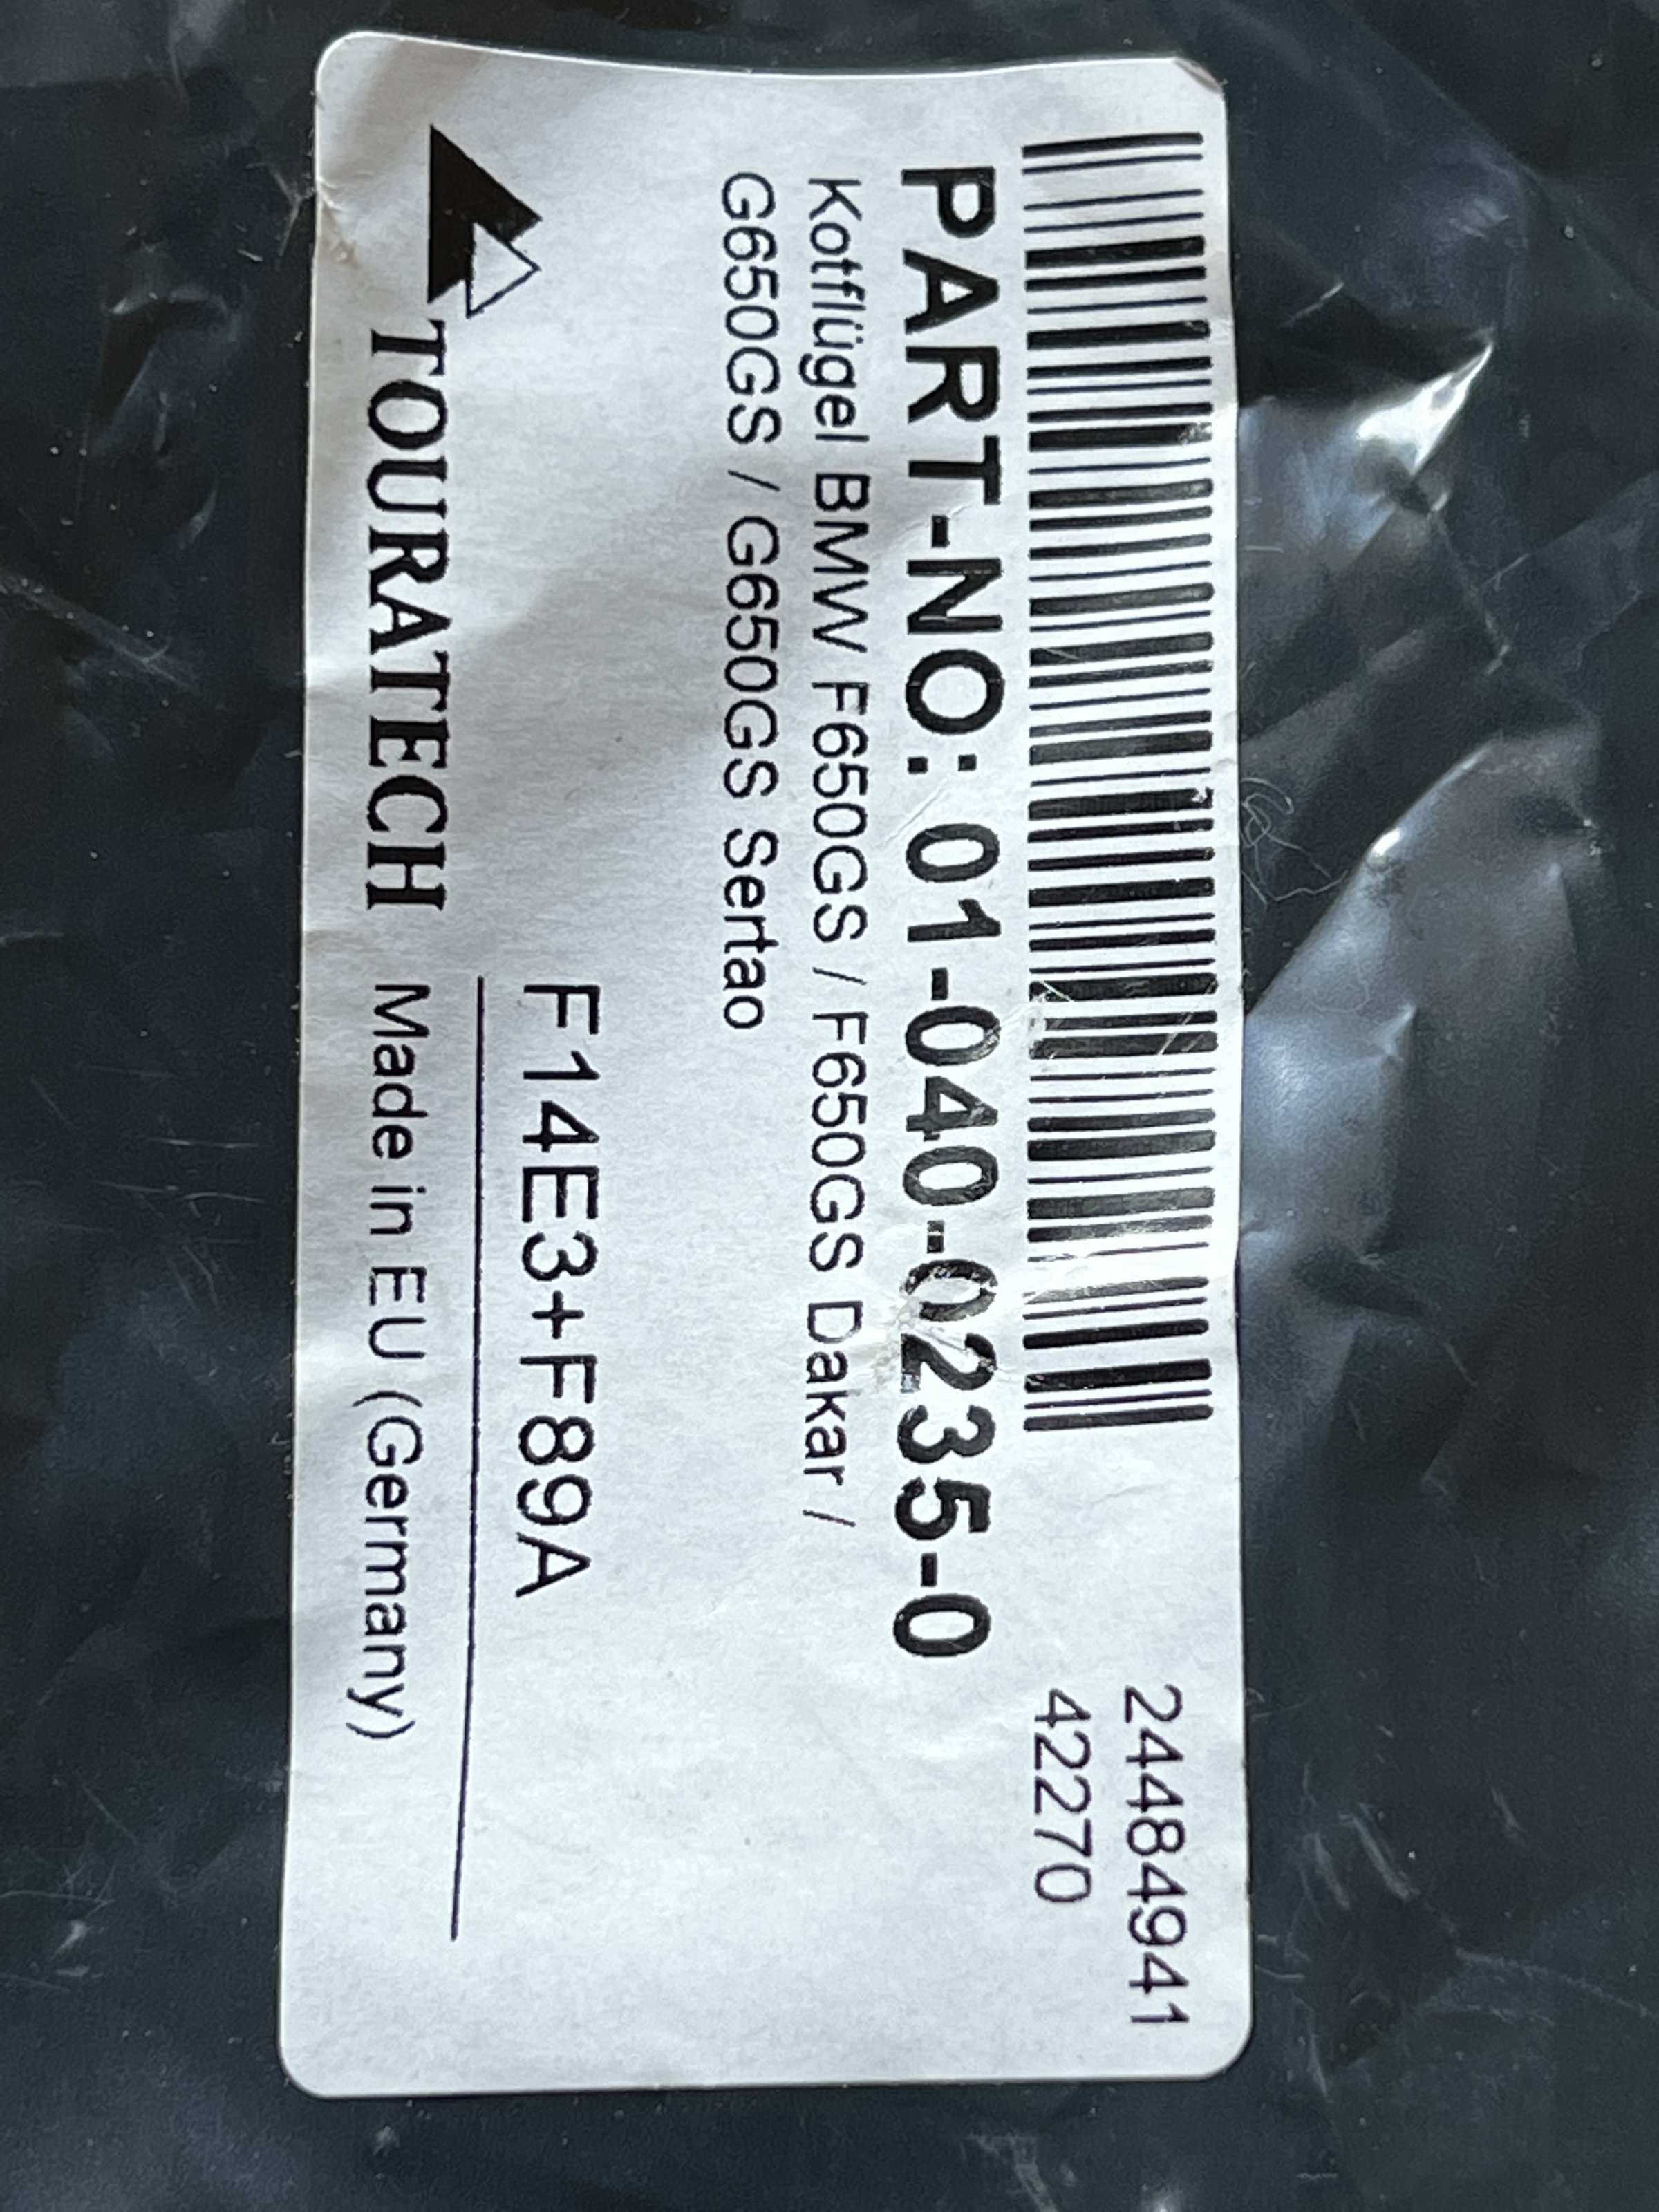 24484941
42270
PART-NO: 01-040-0235-0
Kotflügel BMW F650GS / F650GS Dakar /
G650GS / G650GS Sertao
F14E3+F89A
TOURATECH Made in EU (Germany)